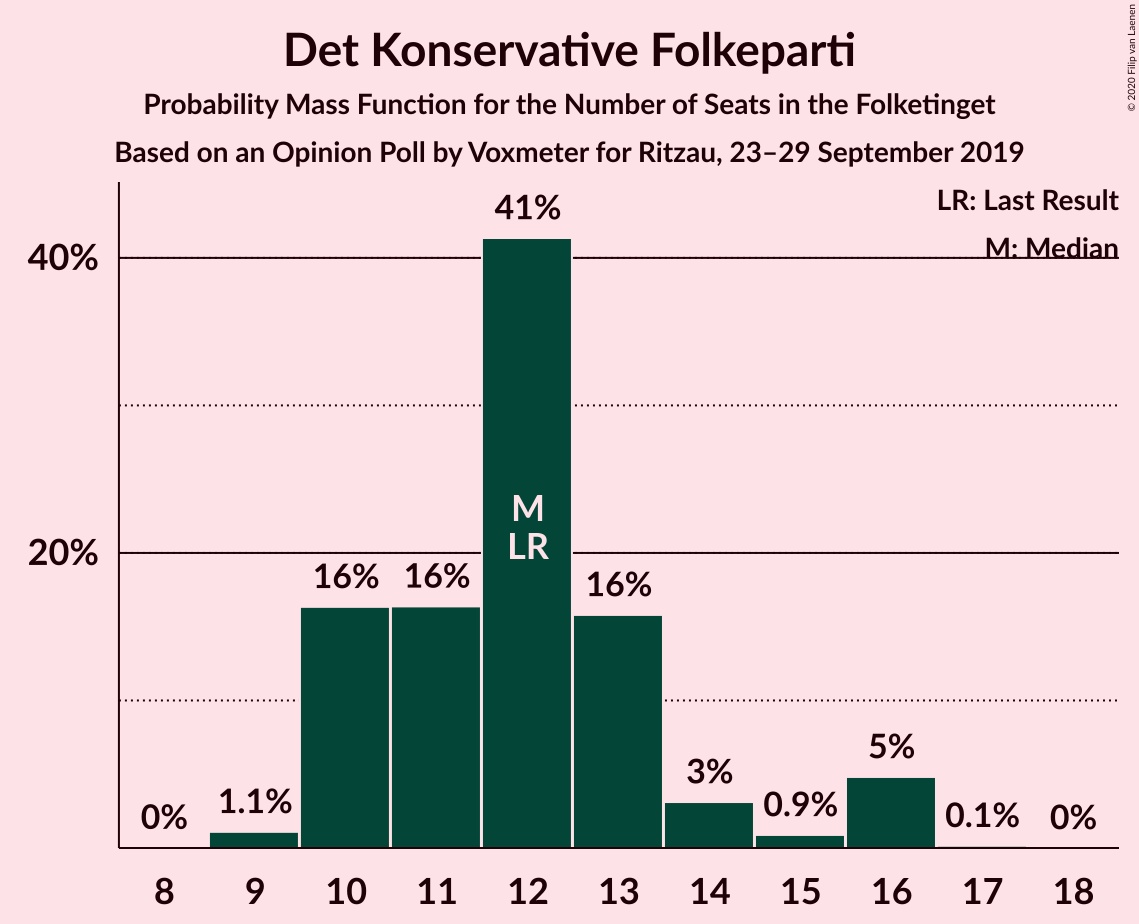 Det Konservative Folkeparti
Probability Mass Function for the Number of Seats in the Folketinget
Based on an Opinion Poll by Voxmeter for Ritzau, 23–29 September 2019
© 2020 Filip van Laenen
LR: Last Result
M: Median
40%
20%
0%
1.1%
16%
16%
41%
M
LR
16%
3%
0.9%
5%
0.1%
0%
8 9 10 11 12 13 14 15 16 17 18